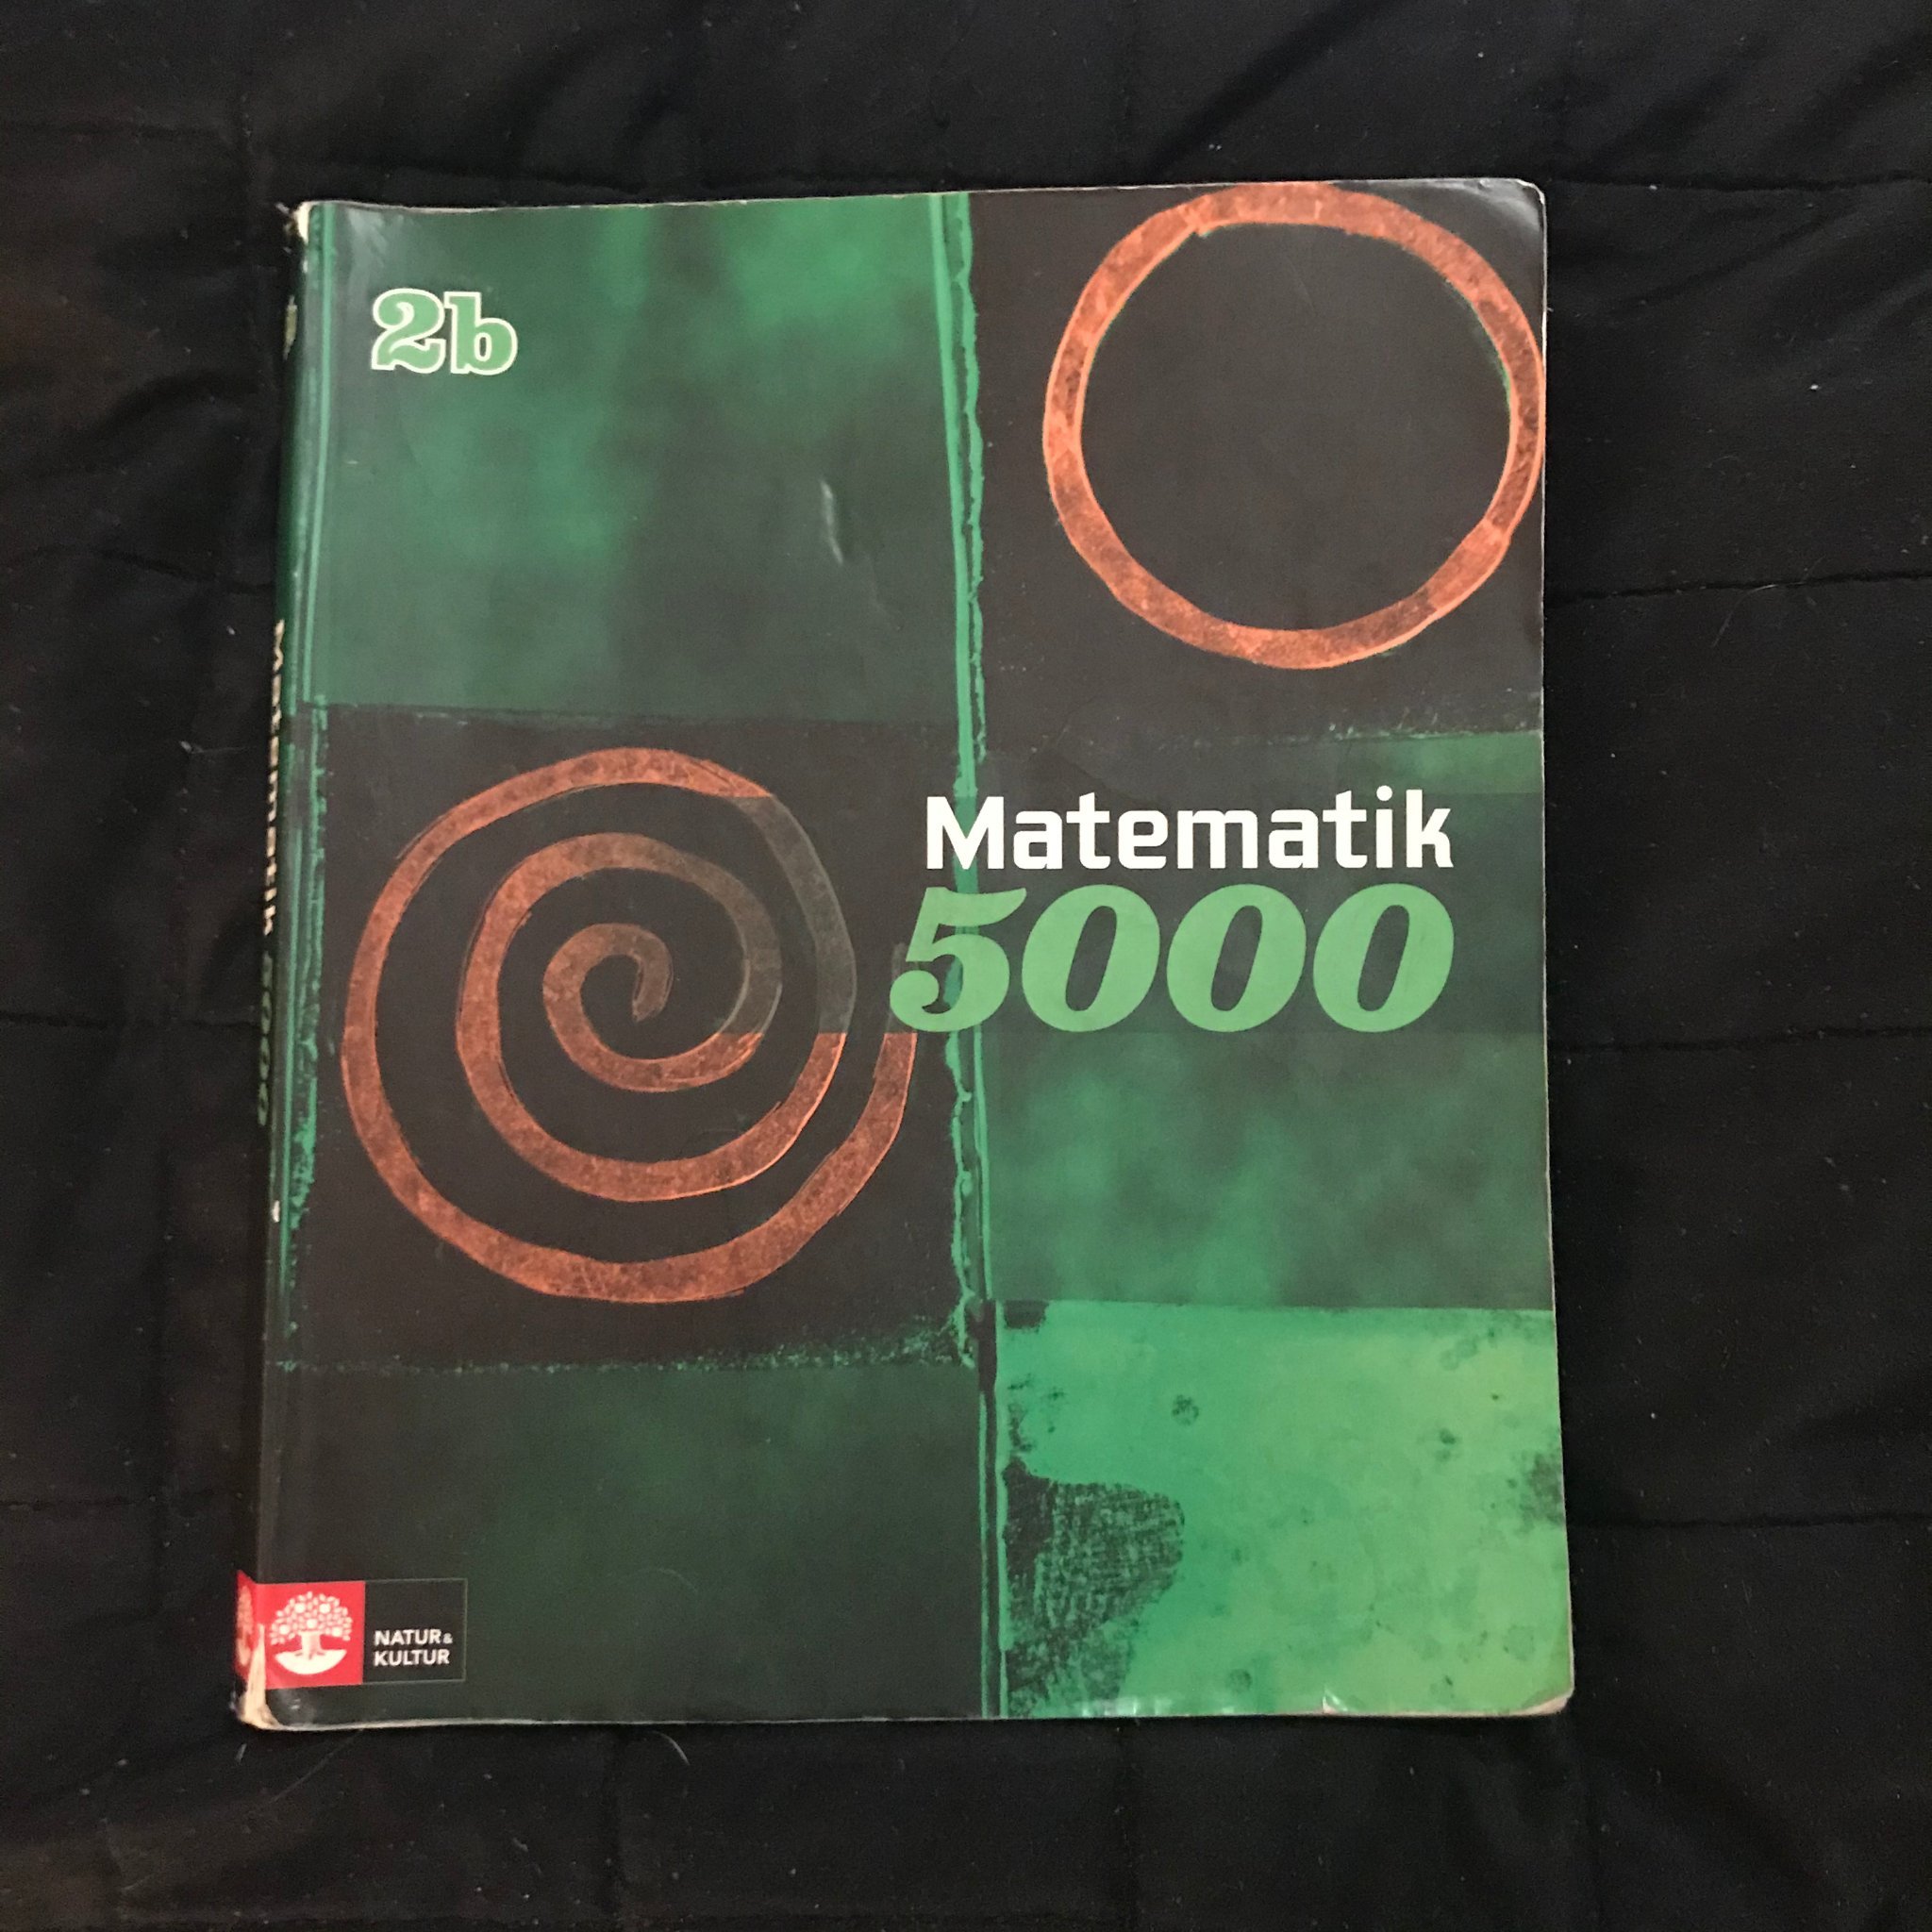 2b
Matematik
5000
NATUR&
KULTUR
Matematik 5000